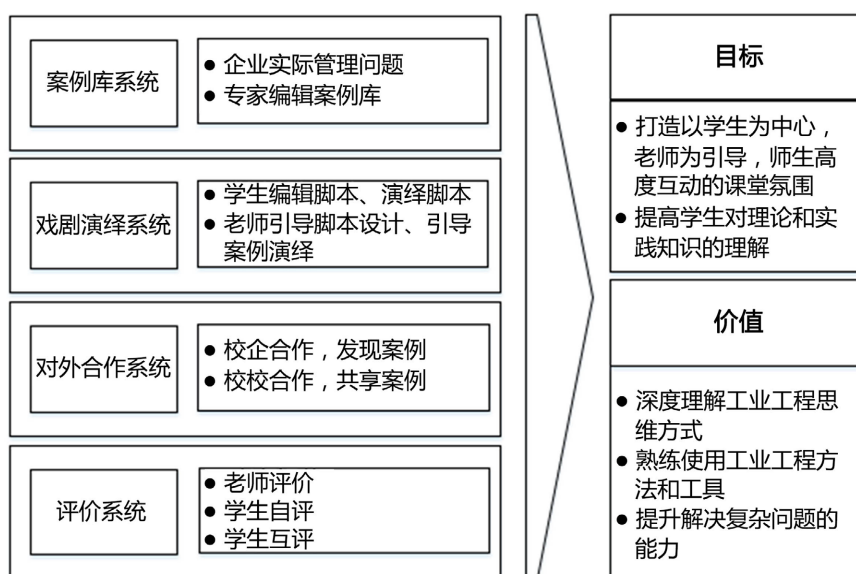 案例库系统
● 企业实际管理问题
● 专家编辑案例库
戏剧演绎系统
● 学生编辑脚本、演绎脚本
● 老师引导脚本设计、引导
案例演绎
对外合作系统
● 校企合作，发现案例
● 校校合作，共享案例
评价系统
● 老师评价
● 学生自评
● 学生互评
目标
● 打造以学生为中心，
老师为引导，师生高
度互动的课堂氛围
● 提高学生对理论和实
践知识的理解
价值
● 深度理解工业工程思
维方式
● 熟练使用工业工程方
法和工具
● 提升解决复杂问题的
能力